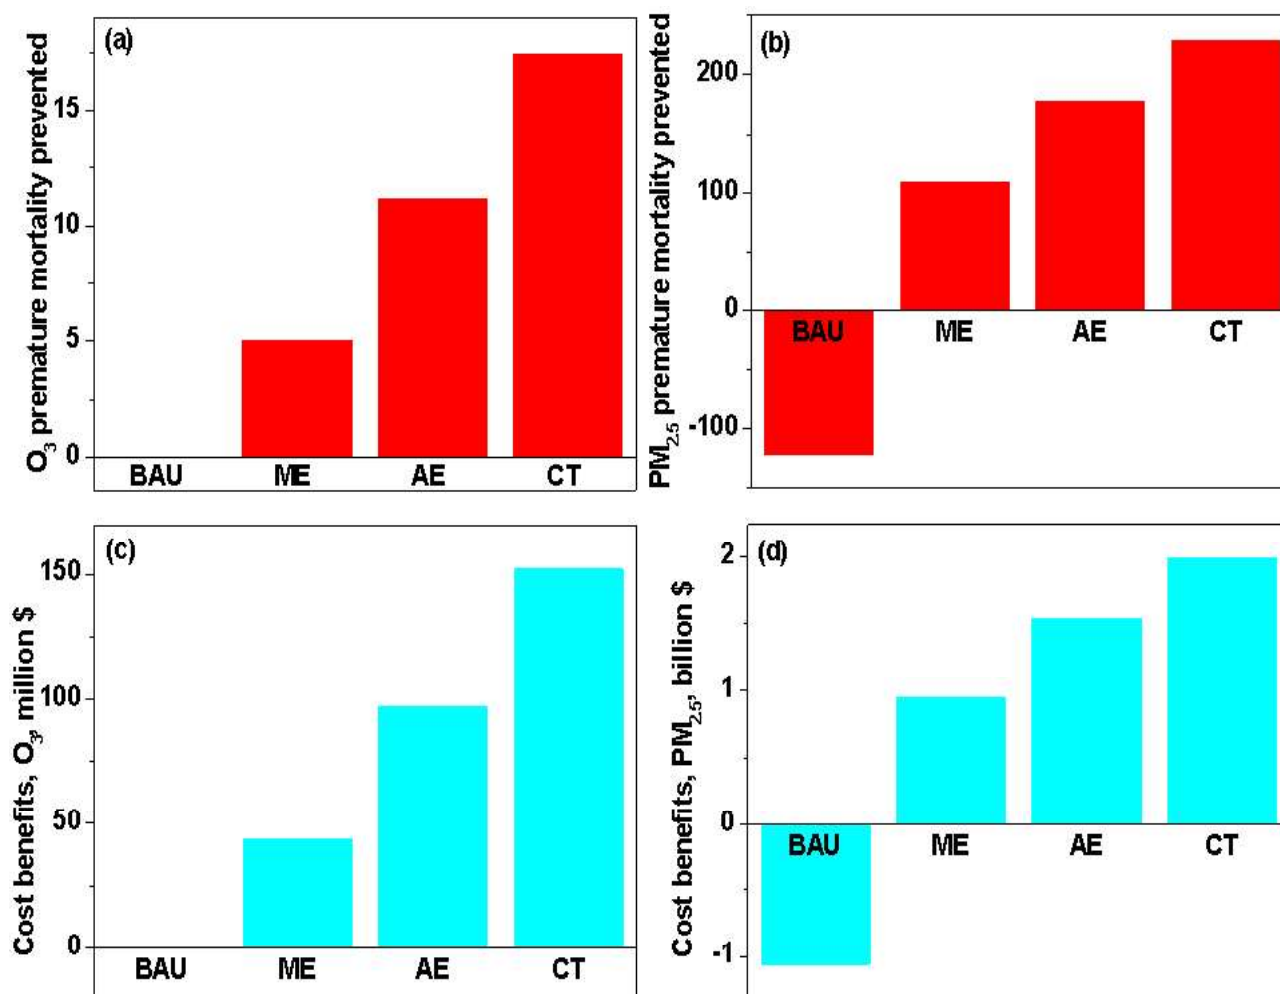 (a)
O3 premature mortality prevented
15
10
5
0
BAU ME AE CT
(b)
PM2.5 premature mortality prevented
200
100
0
-100
BAU ME AE CT
(c)
Cost benefits, O3, million $
150
100
50
0
BAU ME AE CT
(d)
Cost benefits, PM2.5, billion $
2
1
0
-1
BAU ME AE CT